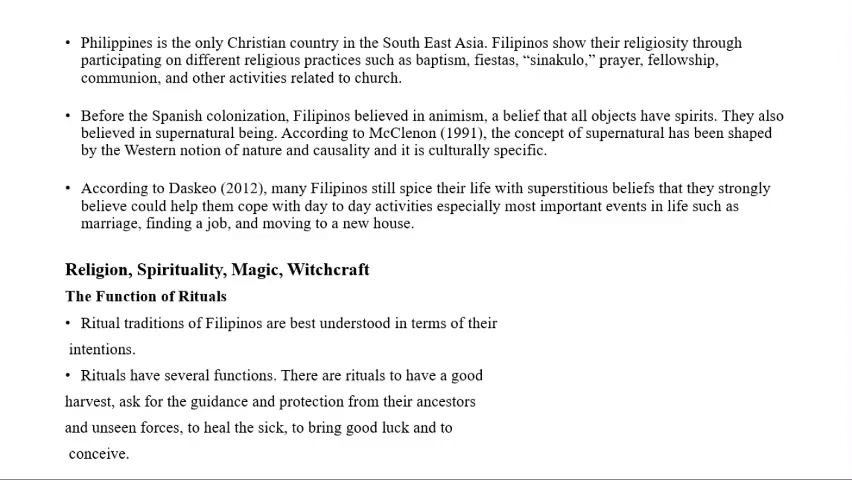 • Philippines is the only Christian country in the South East Asia. Filipinos show their religiosity through
participating on different religious practices such as baptism, fiestas, “sinakulo,” prayer, fellowship,
communion, and other activities related to church.
• Before the Spanish colonization, Filipinos believed in animism, a belief that all objects have spirits. They also
believed in supernatural being. According to McClenon (1991), the concept of supernatural has been shaped
by the Western notion of nature and causality and it is culturally specific.
• According to Daskeo (2012), many Filipinos still spice their life with superstitious beliefs that they strongly
believe could help them cope with day to day activities especially most important events in life such as
marriage, finding a job, and moving to a new house.
Religion, Spirituality, Magic, Witchcraft
The Function of Rituals
• Ritual traditions of Filipinos are best understood in terms of their
intentions.
• Rituals have several functions. There are rituals to have a good
harvest, ask for the guidance and protection from their ancestors
and unseen forces, to heal the sick, to bring good luck and to
conceive.